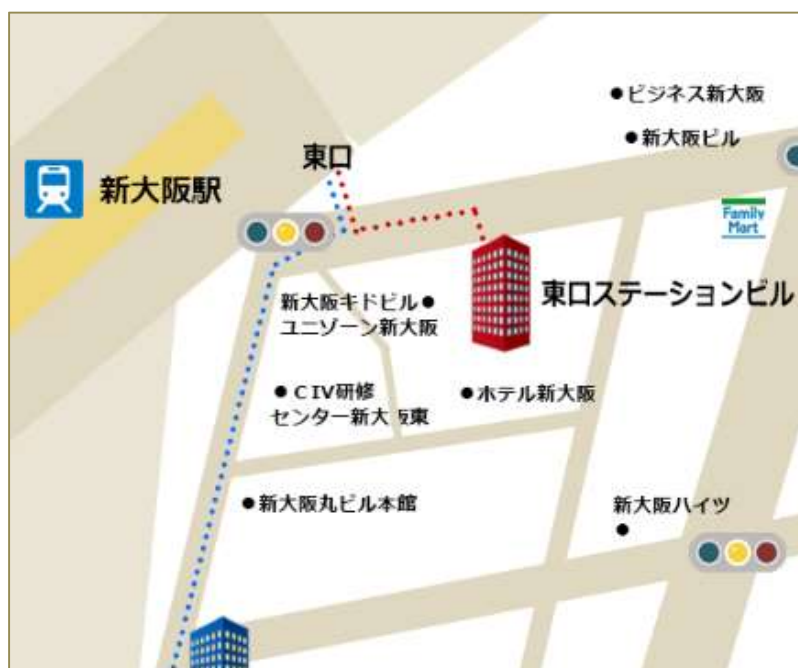 ●ビジネス新大阪
●新大阪ビル
東口
新大阪駅
Family
Mart
東口ステーションビル
新大阪キドビル●
ユニゾーン新大阪
●CIV研修
センター新大阪東
●ホテル新大阪
●新大阪丸ビル本館
新大阪ハイツ
●